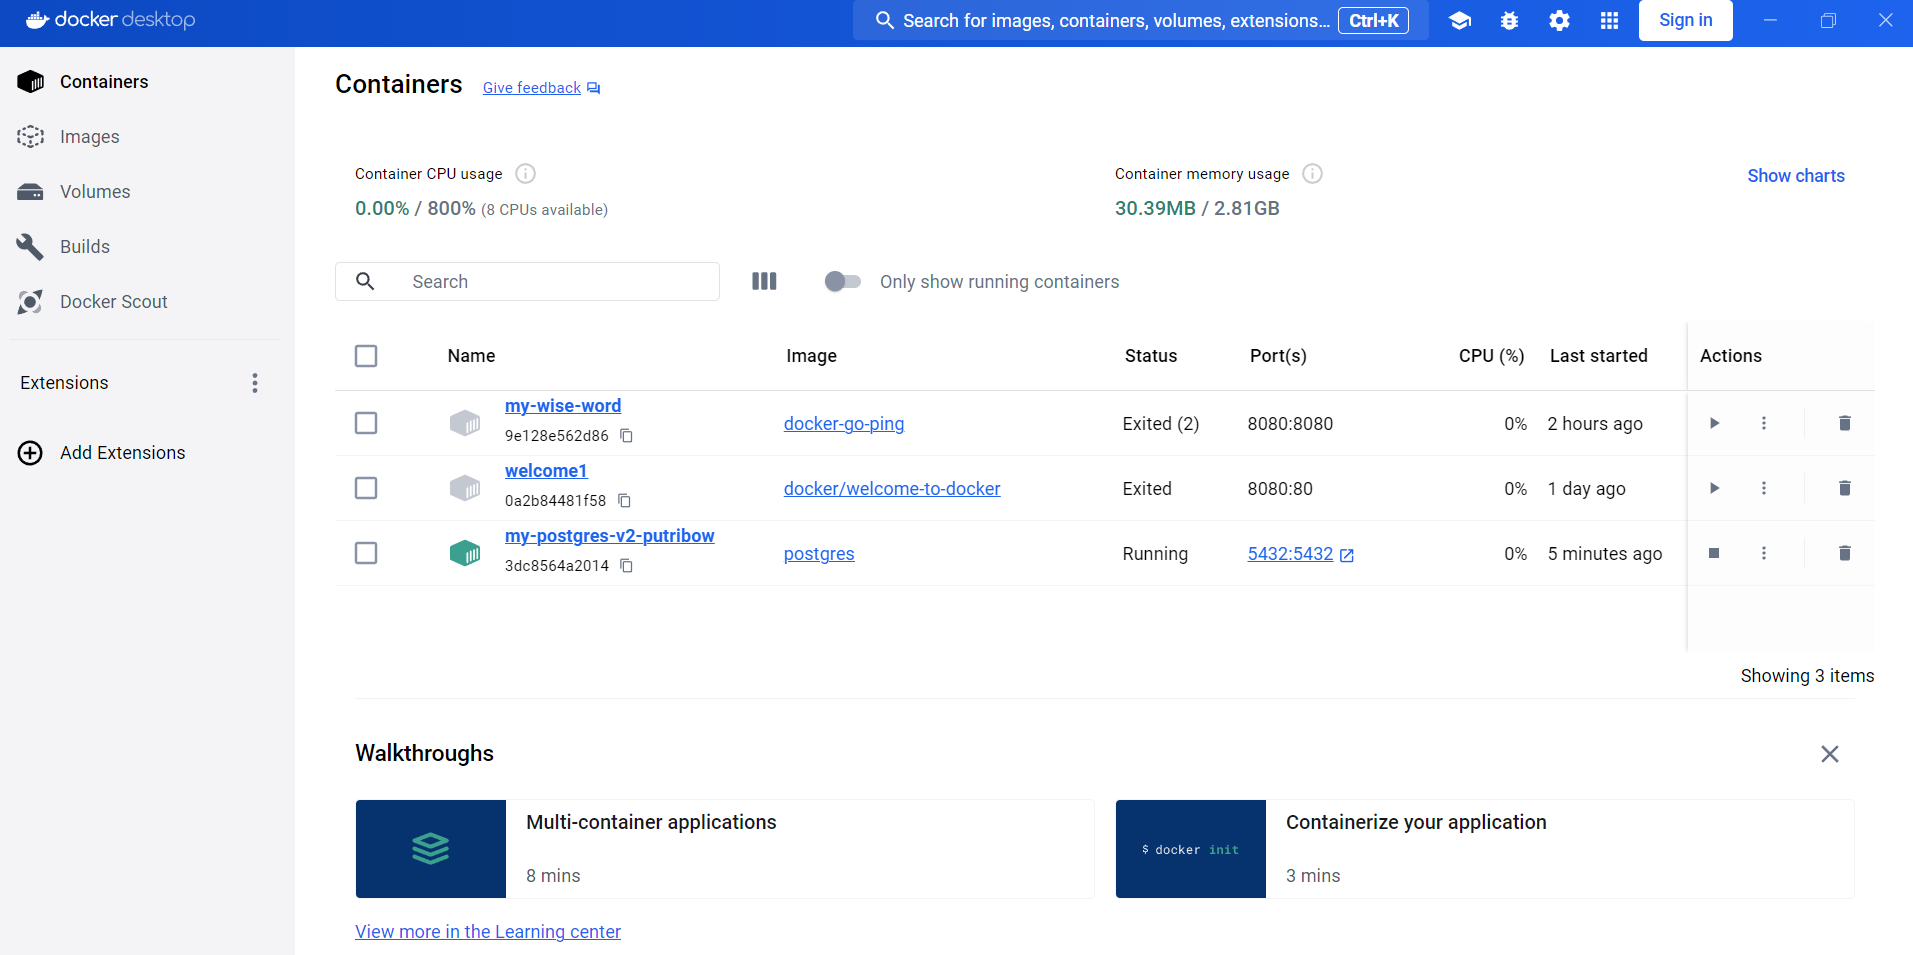 docker desktop
Search for images, containers, volumes, extensions... Ctrl+K
Sign in
Containers
Images
Volumes
Builds
Docker Scout
Extensions
Add Extensions
Containers Give feedback
Container CPU usage
0.00% / 800% (8 CPUs available)
Container memory usage
30.39MB / 2.81GB
Show charts
Search
Only show running containers
Name Image Status Port(s) CPU (%) Last started Actions
my-wise-word
9e128e562d86
docker-go-ping Exited (2) 8080:8080 0% 2 hours ago
welcome1
0a2b84481f58
docker/welcome-to-docker Exited 8080:80 0% 1 day ago
my-postgres-v2-putribow
3dc8564a2014
postgres Running 5432:5432 0% 5 minutes ago
Showing 3 items
Walkthroughs
Multi-container applications
8 mins
$ docker init
Containerize your application
3 mins
View more in the Learning center